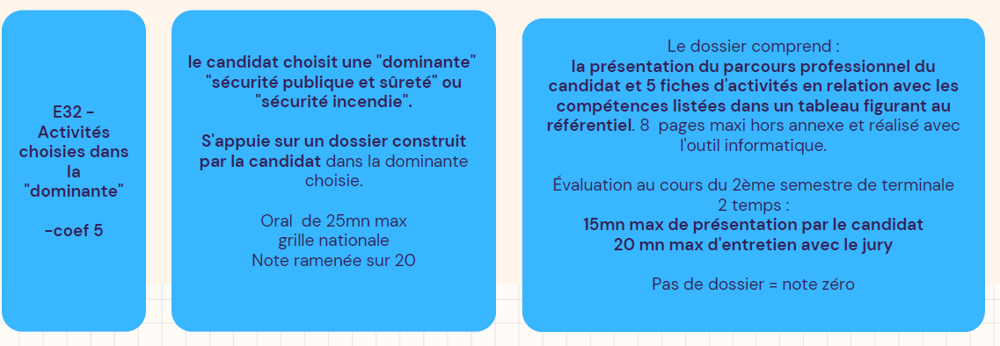 E32 -
Activités
choisies dans
la
"dominante"
-coef 5
le candidat choisit une "dominante"
"sécurité publique et sûreté" ou
"sécurité incendie".
S'appuie sur un dossier construit
par la candidat dans la dominante
choisie.
Oral de 25mn max
grille nationale
Note ramenée sur 20
Le dossier comprend :
la présentation du parcours professionnel du
candidat et 5 fiches d'activités en relation avec les
compétences listées dans un tableau figurant au
référentiel. 8 pages maxi hors annexe et réalisé avec
l'outil informatique.
Évaluation au cours du 2ème semestre de terminale
2 temps :
15mn max de présentation par le candidat
20 mn max d'entretien avec le jury
Pas de dossier = note zéro